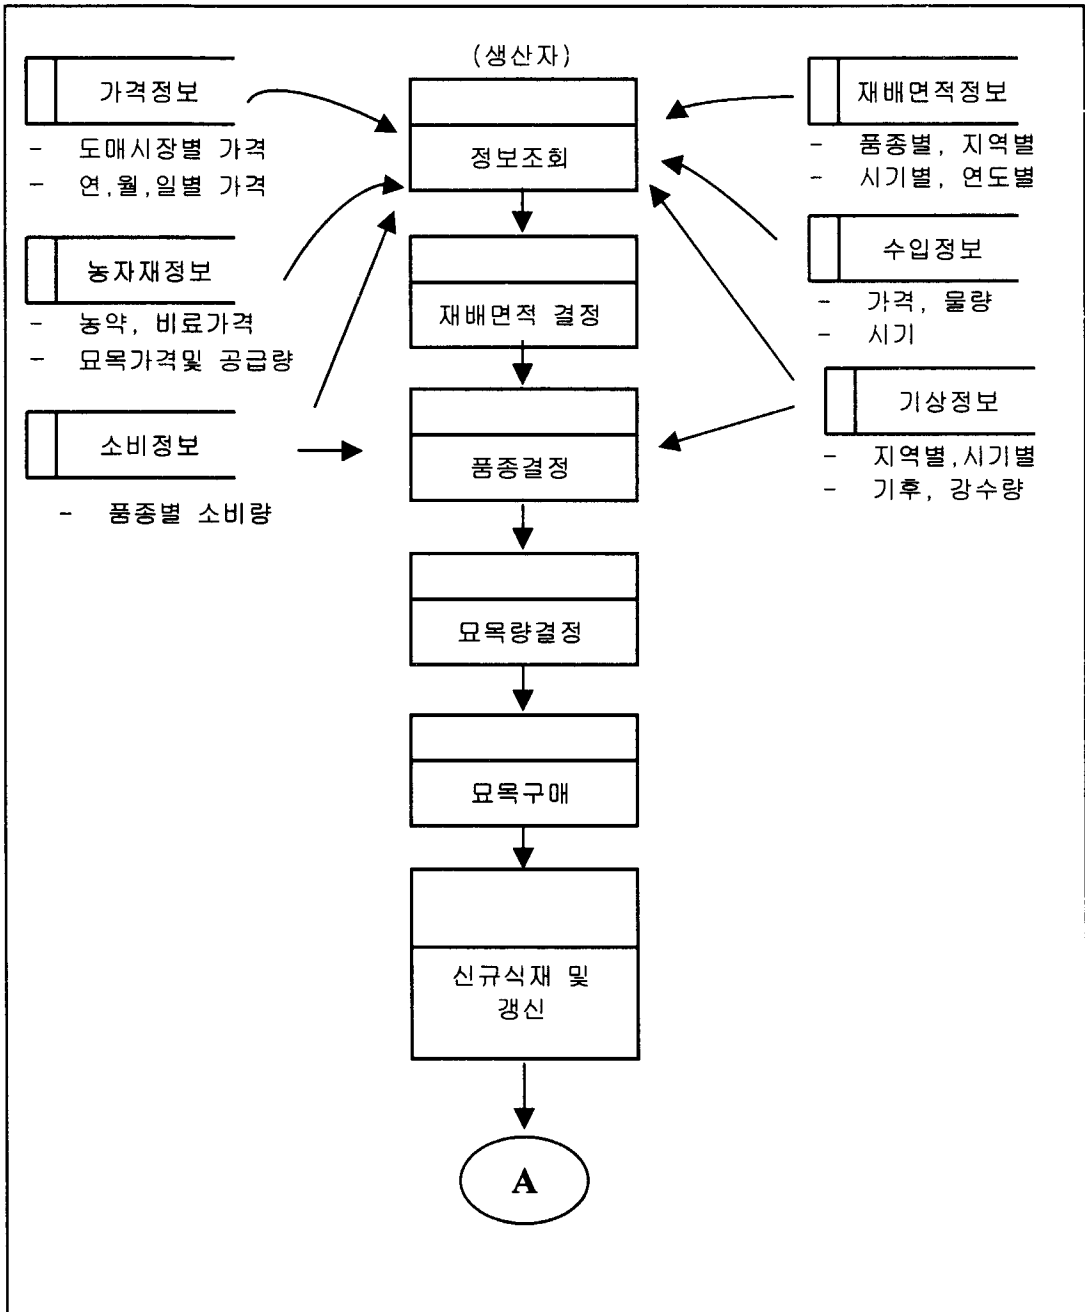 (생산자)
가격정보
- 도매시장별 가격
- 연,월,일별 가격
농자재정보
- 농약, 비료가격
- 묘목가격및 공급량
소비정보
- 품종별 소비량
정보조회
재배면적 결정
품종결정
묘목량결정
묘목구매
신규식재 및
갱신
A
재배면적정보
- 품종별, 지역별
- 시기별, 연도별
수입정보
- 가격, 물량
- 시기
기상정보
- 지역별,시기별
- 기후, 강수량